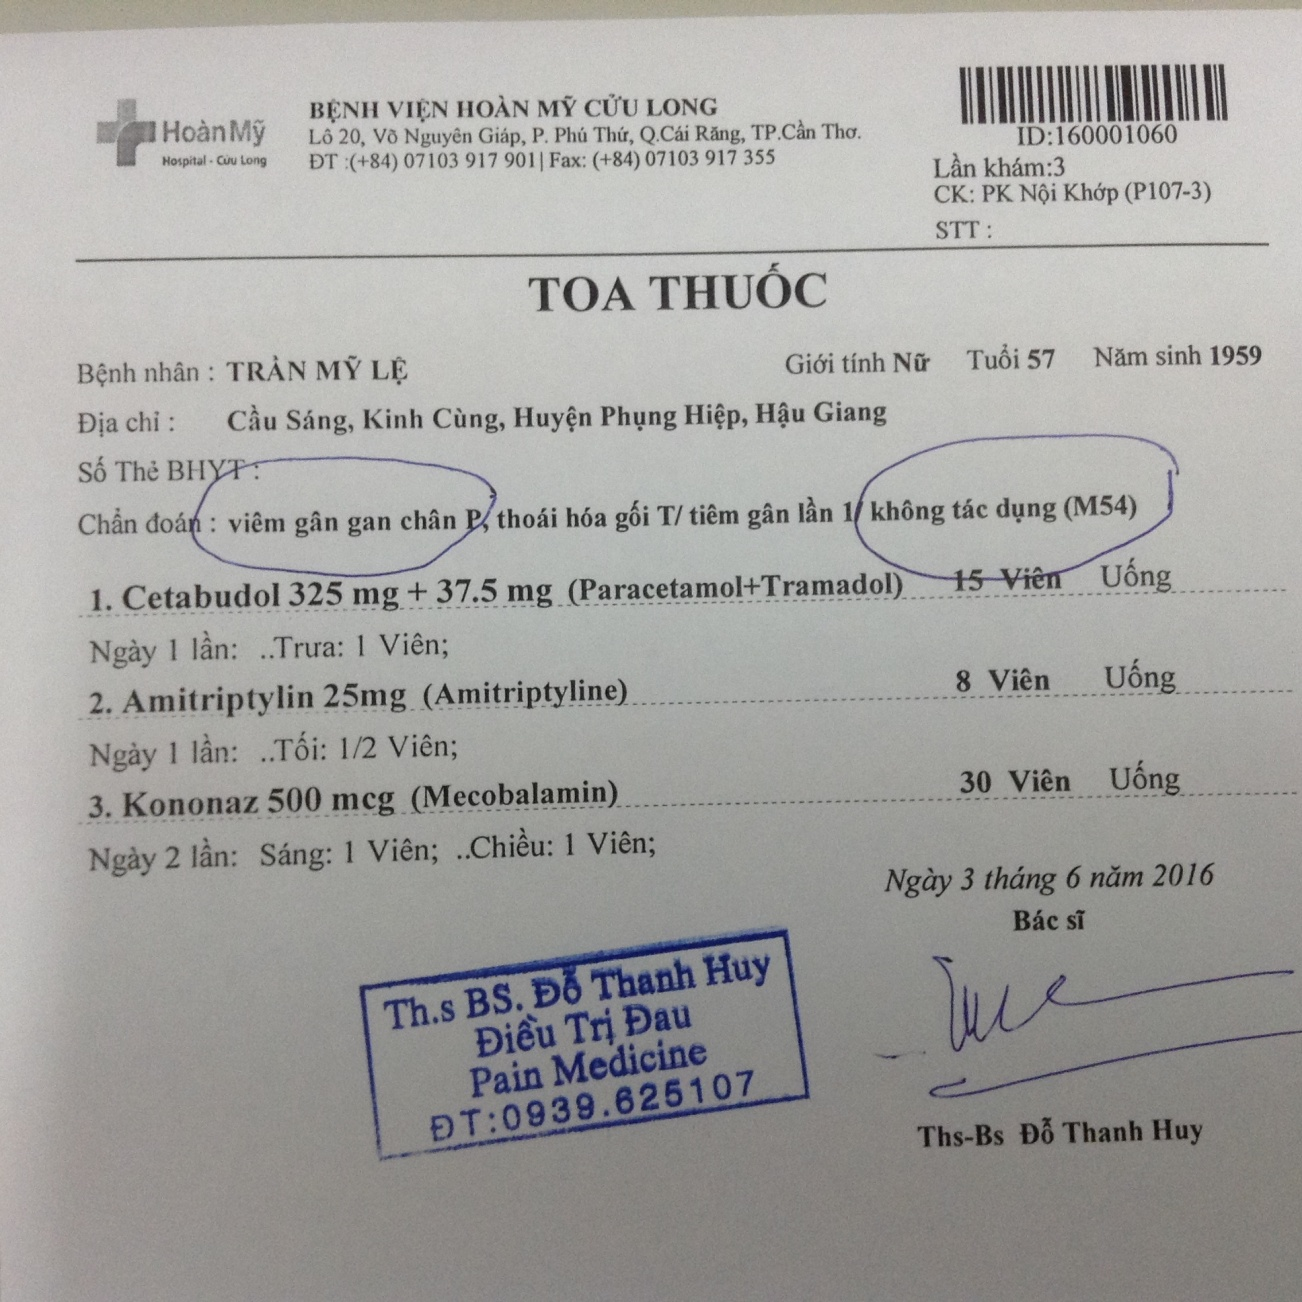 HoànMỹ
Hospital - Cửu Long
BỆNH VIỆN HOÀN MỸ CỬU LONG
Lô 20, Võ Nguyên Giáp, P. Phú Thứ, Q.Cái Răng, TP.Cần Thơ.
ĐT :(+84) 07103 917 901| Fax: (+84) 07103 917 355
ID:160001060
Lần khám:3
CK: PK Nội Khớp (P107-3)
STT :
TOA THUỐC
Bệnh nhân : TRẦN MỸ LỆ Giới tính Nữ Tuổi 57 Năm sinh 1959
Địa chỉ : Cầu Sáng, Kinh Cùng, Huyện Phụng Hiệp, Hậu Giang
Số Thẻ BHYT :
Chẩn đoán : viêm gân gan chân P, thoái hóa gối T/ tiêm gân lần 1/ không tác dụng (M54)
1. Cetabudol 325 mg + 37.5 mg (Paracetamol+Tramadol) 15 Viên Uống
Ngày 1 lần: ..Trưa: 1 Viên;
2. Amitriptylin 25mg (Amitriptyline) 8 Viên Uống
Ngày 1 lần: ..Tối: 1/2 Viên;
3. Kononaz 500 mcg (Mecobalamin) 30 Viên Uống
Ngày 2 lần: Sáng: 1 Viên; ..Chiều: 1 Viên;
Ngày 3 tháng 6 năm 2016
Bác sĩ
Th.s BS. Đỗ Thanh Huy
Điều Trị Đau
Pain Medicine
ĐT:0939.625107
Ths-Bs Đỗ Thanh Huy